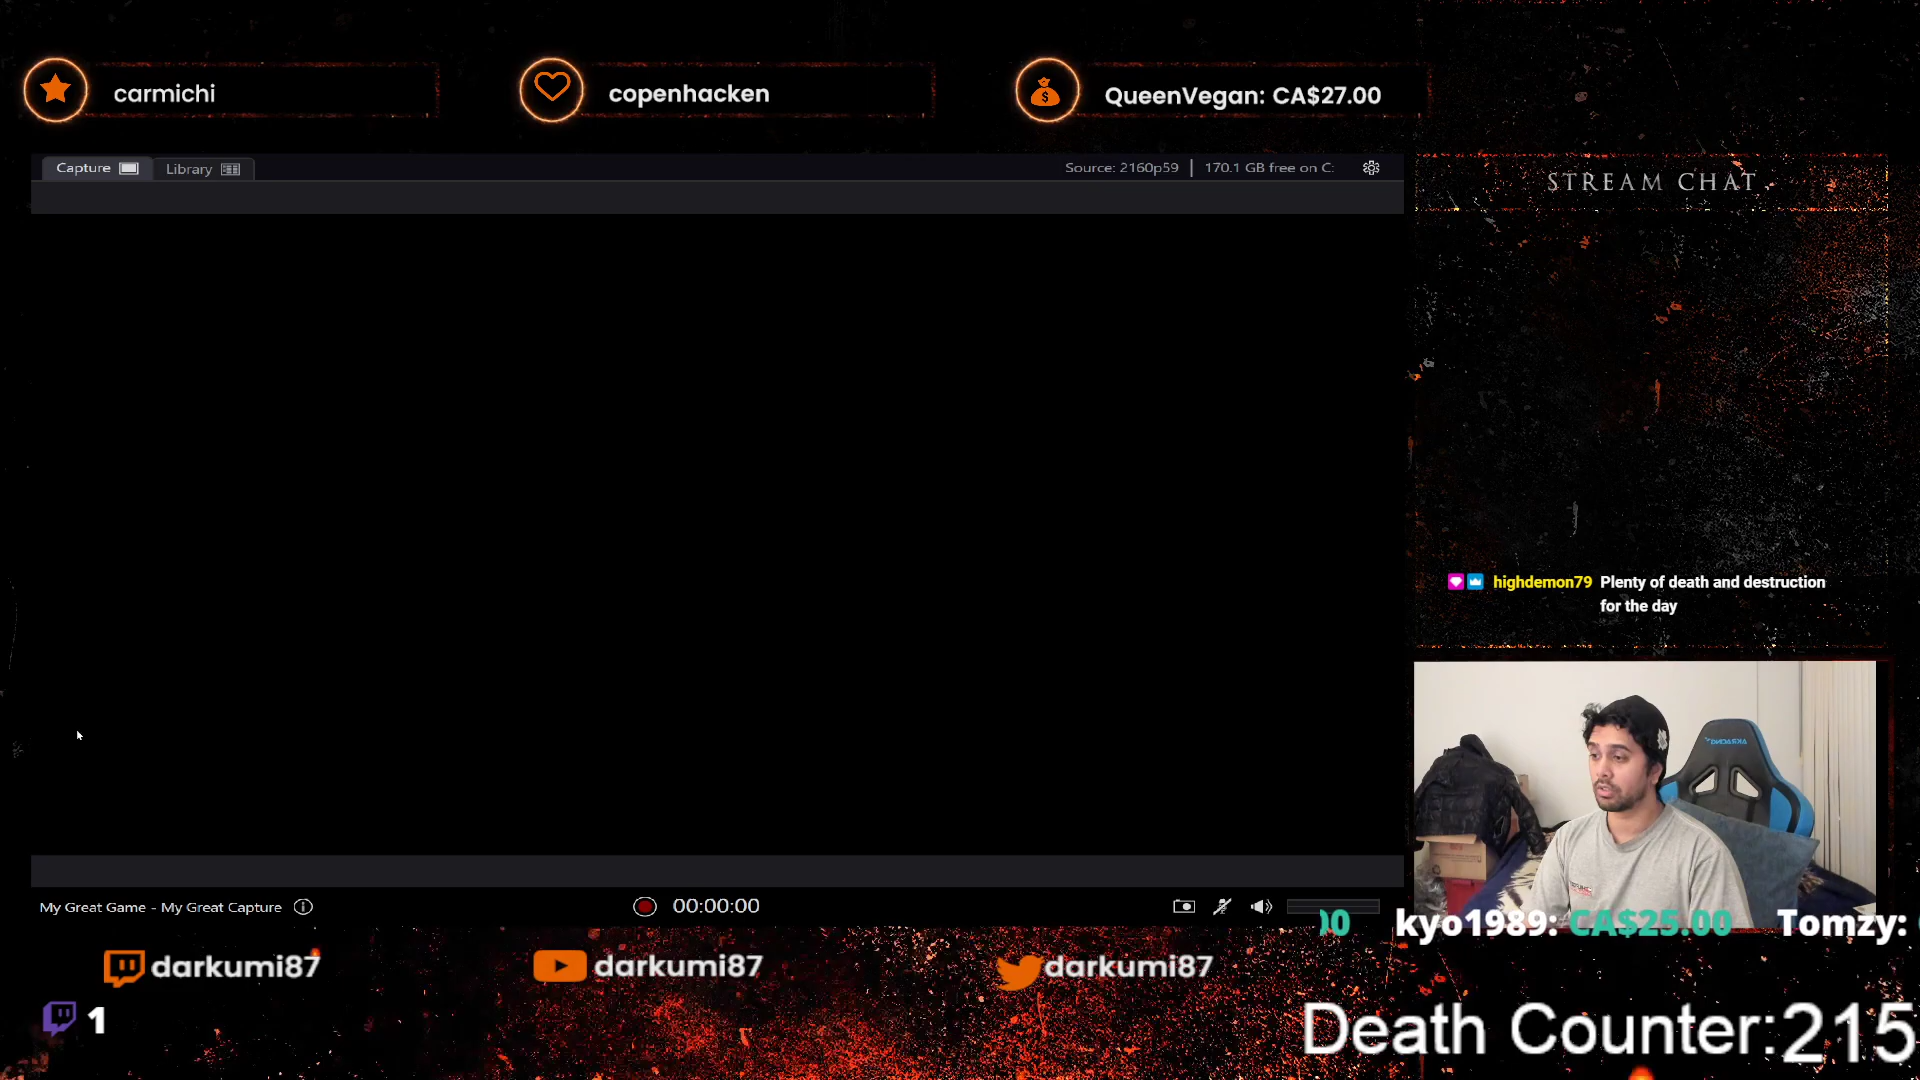 carmichi
copenhacken
QueenVegan: CA$27.00
Capture
Library
Source: 2160p59
170.1 GB free on C:
STREAM CHAT
highdemon79 Plenty of death and destruction
for the day
My Great Game - My Great Capture
00:00:00
00 kyo1989: CA$25.00 Tomzy:
darkumi87
darkumi87
darkumi87
1
Death Counter:215